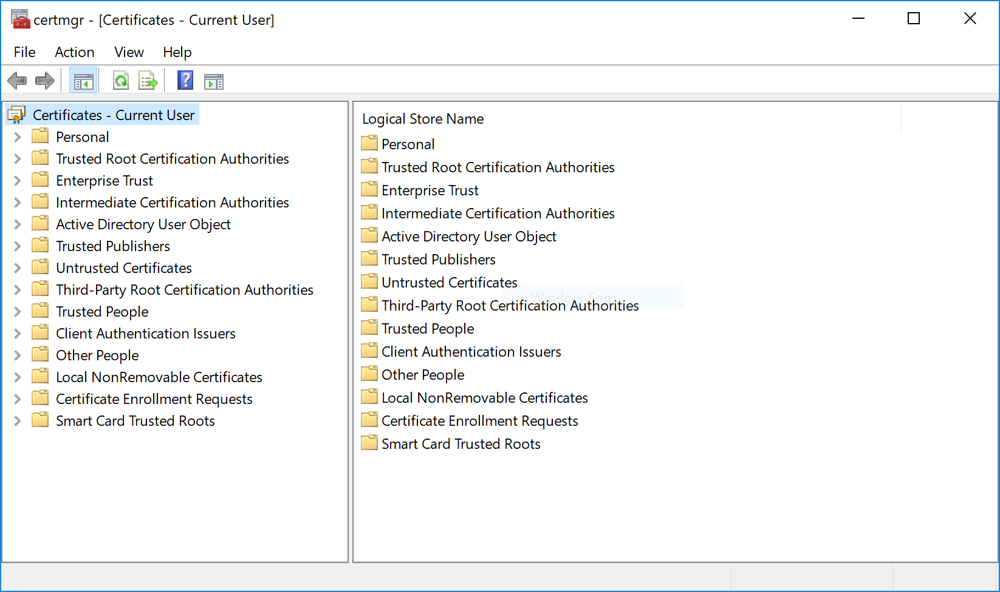 certmgr - [Certificates - Current User]
File Action View Help
Certificates - Current User
Personal
Trusted Root Certification Authorities
Enterprise Trust
Intermediate Certification Authorities
Active Directory User Object
Trusted Publishers
Untrusted Certificates
Third-Party Root Certification Authorities
Trusted People
Client Authentication Issuers
Other People
Local NonRemovable Certificates
Certificate Enrollment Requests
Smart Card Trusted Roots
Logical Store Name
Personal
Trusted Root Certification Authorities
Enterprise Trust
Intermediate Certification Authorities
Active Directory User Object
Trusted Publishers
Untrusted Certificates
Window Snip
Third-Party Root Certification Authorities
Trusted People
Client Authentication Issuers
Other People
Local NonRemovable Certificates
Certificate Enrollment Requests
Smart Card Trusted Roots